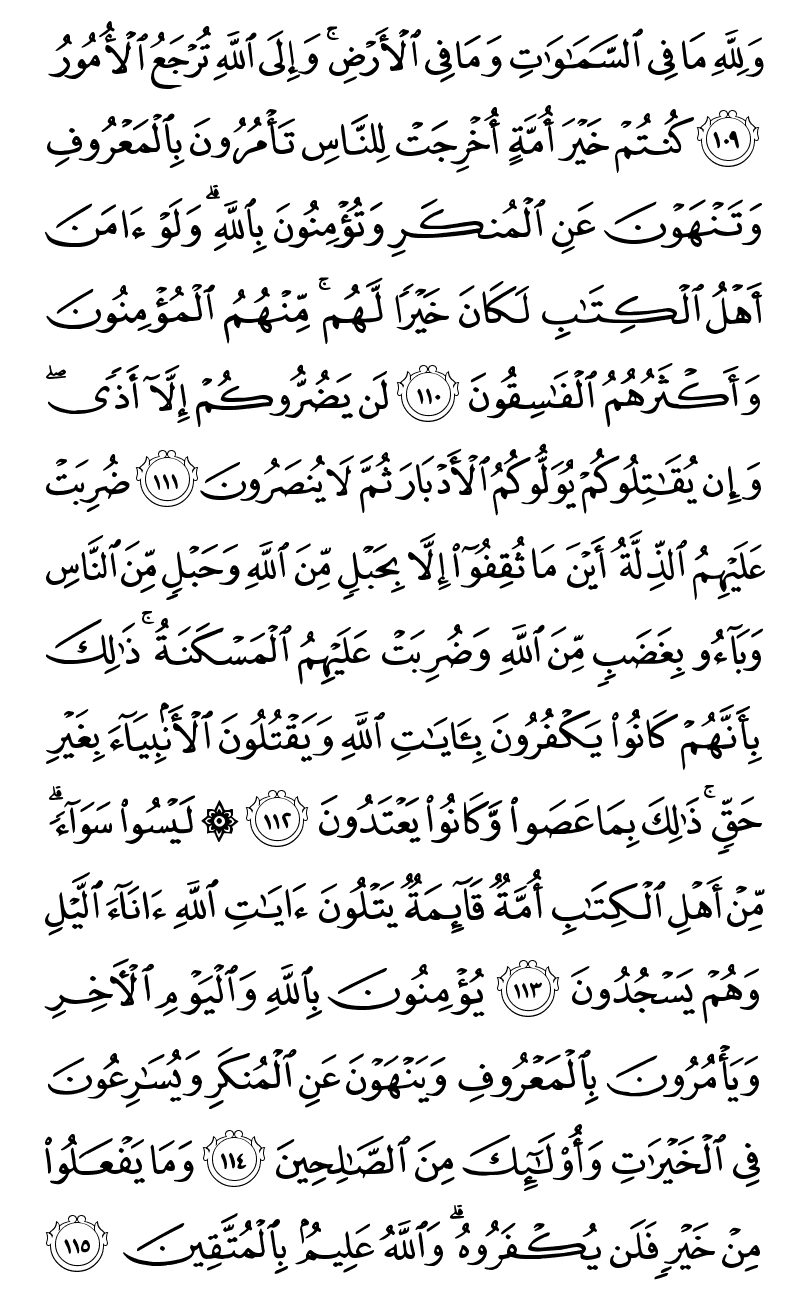 وَلِلَّهِ مَا فِي ٱلسَّمَٰوَٰتِ وَمَا فِي ٱلۡأَرۡضِۚ وَإِلَى ٱللَّهِ تُرۡجَعُ ٱلۡأُمُورُ
١٠٩ كُنتُمۡ خَيۡرَ أُمَّةٍ أُخۡرِجَتۡ لِلنَّاسِ تَأۡمُرُونَ بِٱلۡمَعۡرُوفِ
وَتَنۡهَوۡنَ عَنِ ٱلۡمُنكَرِ وَتُؤۡمِنُونَ بِٱللَّهِۗ وَلَوۡ ءَامَنَ
أَهۡلُ ٱلۡكِتَٰبِ لَكَانَ خَيۡرٗا لَّهُمۚ مِّنۡهُمُ ٱلۡمُؤۡمِنُونَ
وَأَكۡثَرُهُمُ ٱلۡفَٰسِقُونَ ١١٠ لَن يَضُرُّوكُمۡ إِلَّآ أَذٗىۖ
وَإِن يُقَٰتِلُوكُمۡ يُوَلُّوكُمُ ٱلۡأَدۡبَارَ ثُمَّ لَا يُنصَرُونَ ١١١ ضُرِبَتۡ
عَلَيۡهِمُ ٱلذِّلَّةُ أَيۡنَ مَا ثُقِفُوٓاْ إِلَّا بِحَبۡلٖ مِّنَ ٱللَّهِ وَحَبۡلٖ مِّنَ ٱلنَّاسِ
وَبَآءُو بِغَضَبٖ مِّنَ ٱللَّهِ وَضُرِبَتۡ عَلَيۡهِمُ ٱلۡمَسۡكَنَةُۚ ذَٰلِكَ
بِأَنَّهُمۡ كَانُواْ يَكۡفُرُونَ بِـَٔايَٰتِ ٱللَّهِ وَيَقۡتُلُونَ ٱلۡأَنۢبِيَآءَ بِغَيۡرِ
حَقّٖۚ ذَٰلِكَ بِمَا عَصَواْ وَّكَانُواْ يَعۡتَدُونَ ١١٢ ۞ لَيۡسُواْ سَوَآءٗۗ
مِّنۡ أَهۡلِ ٱلۡكِتَٰبِ أُمَّةٞ قَآئِمَةٞ يَتۡلُونَ ءَايَٰتِ ٱللَّهِ ءَانَآءَ ٱلَّيۡلِ
وَهُمۡ يَسۡجُدُونَ ١١٣ يُؤۡمِنُونَ بِٱللَّهِ وَٱلۡيَوۡمِ ٱلۡأٓخِرِ
وَيَأۡمُرُونَ بِٱلۡمَعۡرُوفِ وَيَنۡهَوۡنَ عَنِ ٱلۡمُنكَرِ وَيُسَٰرِعُونَ
فِي ٱلۡخَيۡرَٰتِ وَأُوْلَٰٓئِكَ مِنَ ٱلصَّٰلِحِينَ ١١٤ وَمَا يَفۡعَلُواْ
مِنۡ خَيۡرٖ فَلَن يُكۡفَرُوهُۗ وَٱللَّهُ عَلِيمُۢ بِٱلۡمُتَّقِينَ ١١٥